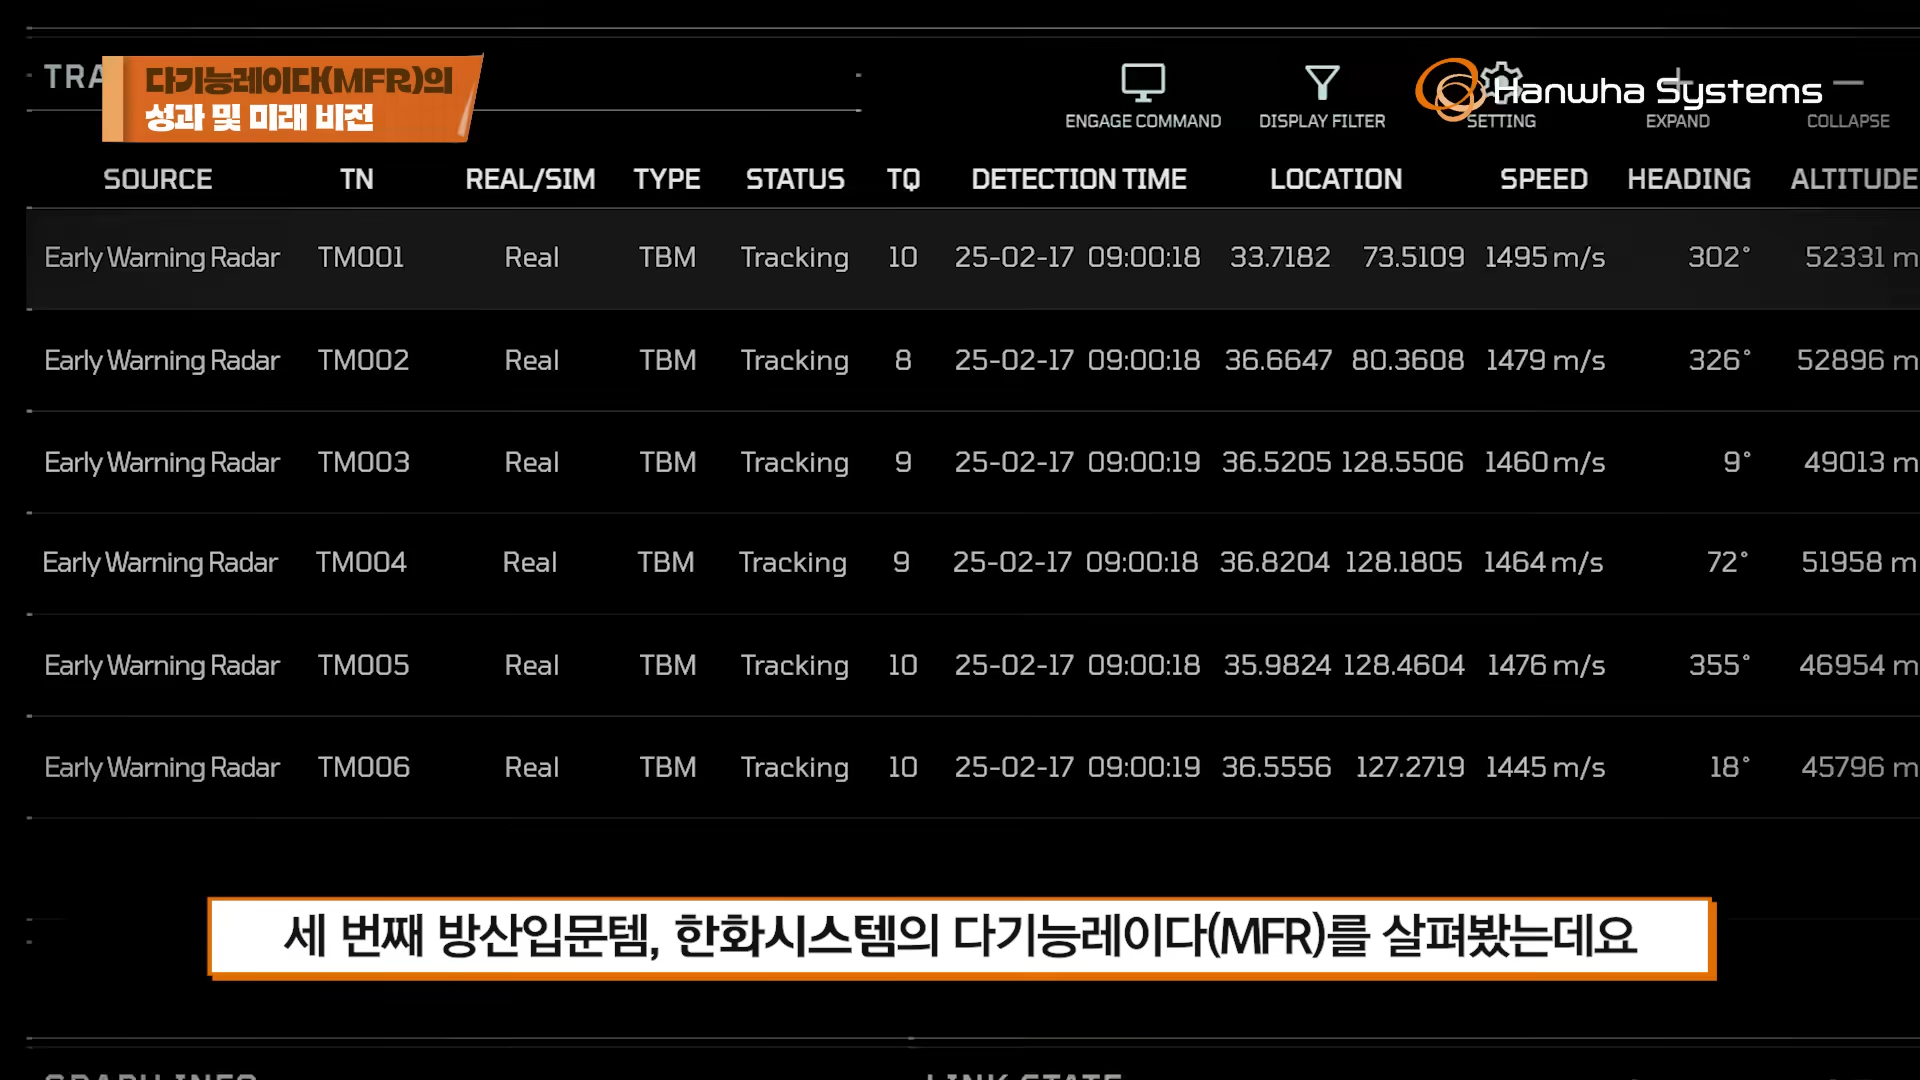 TRA
다기능레이다(MFR)의
성과 및 미래 비전
ENGAGE COMMAND
DISPLAY FILTER
SETTING
EXPAND
COLLAPSE
Hanwha Systems
SOURCE TN REAL/SIM TYPE STATUS TQ DETECTION TIME LOCATION SPEED HEADING ALTITUDE
Early Warning Radar TM001 Real TBM Tracking 10 25-02-17 09:00:18 33.7182 73.5109 1495 m/s 302° 52331 m
Early Warning Radar TM002 Real TBM Tracking 8 25-02-17 09:00:18 36.6647 80.3608 1479 m/s 326° 52896 m
Early Warning Radar TM003 Real TBM Tracking 9 25-02-17 09:00:19 36.5205 128.5506 1460 m/s 9° 49013 m
Early Warning Radar TM004 Real TBM Tracking 9 25-02-17 09:00:18 36.8204 128.1805 1464 m/s 72° 51958 m
Early Warning Radar TM005 Real TBM Tracking 10 25-02-17 09:00:18 35.9824 128.4604 1476 m/s 355° 46954 m
Early Warning Radar TM006 Real TBM Tracking 10 25-02-17 09:00:19 36.5556 127.2719 1445 m/s 18° 45796 m
세 번째 방산입문템, 한화시스템의 다기능레이다(MFR)를 살펴봤는데요
GRAPH INFO
LINK STATE